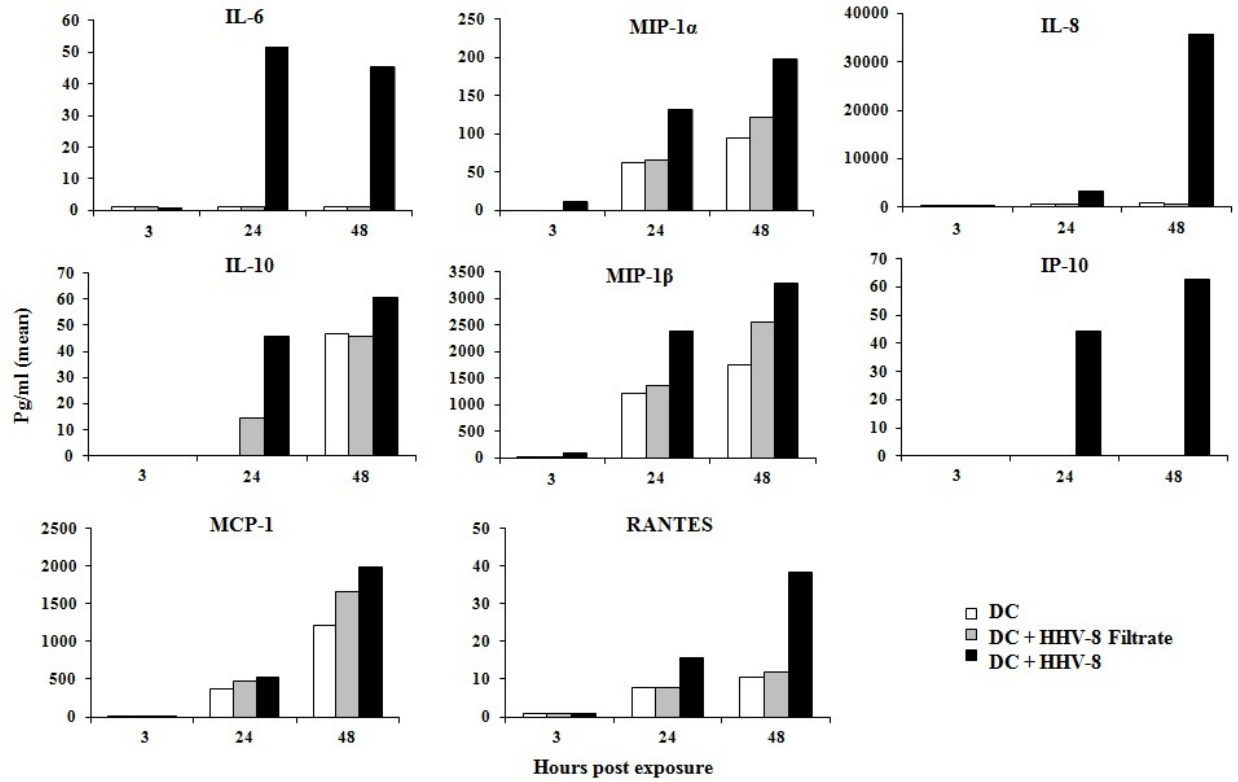 IL-6
60
50
40
30
20
10
0
3 24 48
MIP-1α
250
200
150
100
50
0
3 24 48
IL-8
40000
30000
20000
10000
0
3 24 48
Pg/ml (mean)
IL-10
70
60
50
40
30
20
10
0
3 24 48
MIP-1β
3500
3000
2500
2000
1500
1000
500
0
3 24 48
IP-10
70
60
50
40
30
20
10
0
3 24 48
MCP-1
2500
2000
1500
1000
500
0
3 24 48
RANTES
50
40
30
20
10
0
3 24 48
DC
DC + HHV-8 Filtrate
DC + HHV-8
Hours post exposure